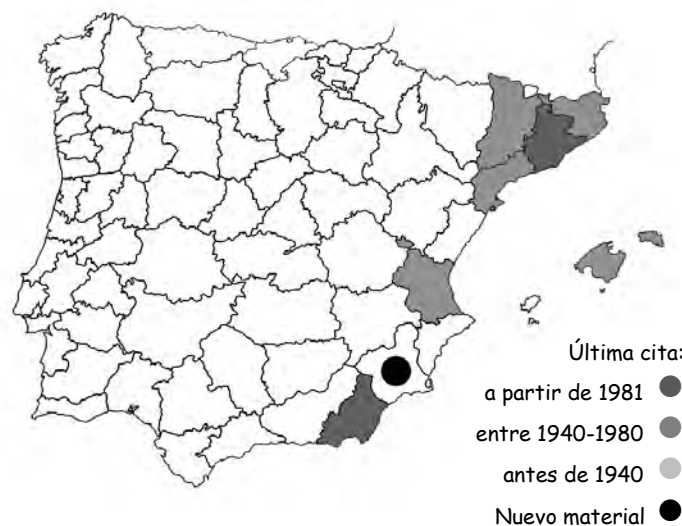 Última cita:
a partir de 1981
entre 1940-1980
antes de 1940
Nuevo material